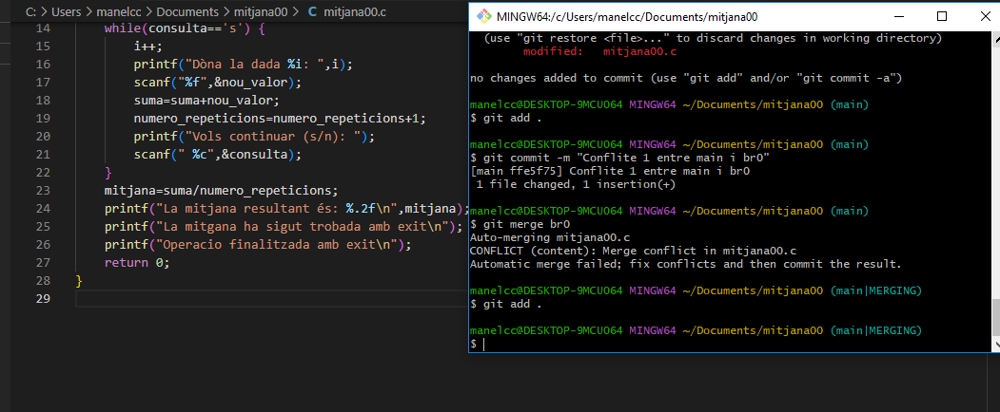 C: > Users > manelcc > Documents > mitjana00 > C mitjana00.c
14 while(consulta=='s') {
15 i++;
16 printf("Dòna la dada %i: ",i);
17 scanf("%f",&nou_valor);
18 suma=suma+nou_valor;
19 numero_repeticions=numero_repeticions+1;
20 printf("Vols continuar (s/n): ");
21 scanf(" %c",&consulta);
22 }
23 mitjana=suma/numero_repeticions;
24 printf("La mitjana resultant és: %.2f\n",mitjana);
25 printf("La mitgana ha sigut trobada amb exit\n");
26 printf("Operacio finalitzada amb exit\n");
27 return 0;
28 }
29
MINGW64:/c/Users/manelcc/Documents/mitjana00
(use "git restore <file>..." to discard changes in working directory)
modified: mitjana00.c
no changes added to commit (use "git add" and/or "git commit -a")
manelcc@DESKTOP-9MCUO64 MINGW64 ~/Documents/mitjana00 (main)
$ git add .
manelcc@DESKTOP-9MCUO64 MINGW64 ~/Documents/mitjana00 (main)
$ git commit -m "Conflite 1 entre main i br0"
[main ffe5f75] Conflite 1 entre main i br0
1 file changed, 1 insertion(+)
manelcc@DESKTOP-9MCUO64 MINGW64 ~/Documents/mitjana00 (main)
$ git merge br0
Auto-merging mitjana00.c
CONFLICT (content): Merge conflict in mitjana00.c
Automatic merge failed; fix conflicts and then commit the result.
manelcc@DESKTOP-9MCUO64 MINGW64 ~/Documents/mitjana00 (main|MERGING)
$ git add .
manelcc@DESKTOP-9MCUO64 MINGW64 ~/Documents/mitjana00 (main|MERGING)
$